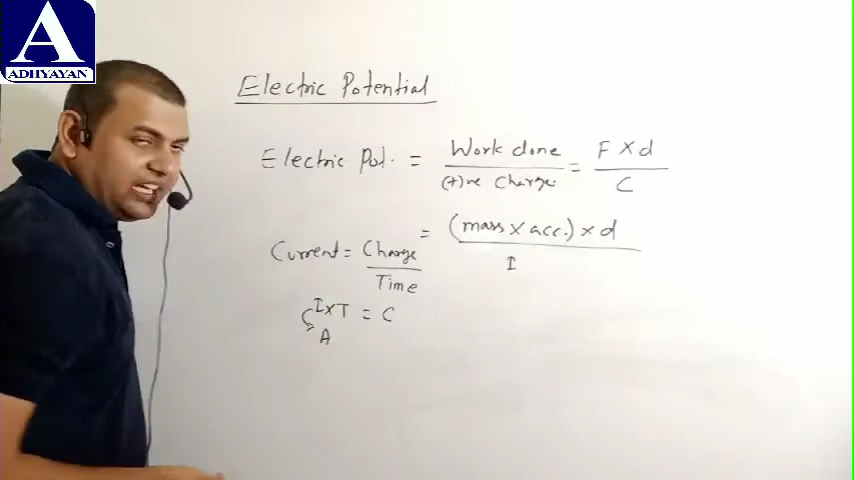 A
ADHYAYAN
Electric Potential
Electric Pot. = Work done / (+)ve Charge = F × d / C
= (mass × acc.) × d / I
Current = Charge / Time
I × T = C
A